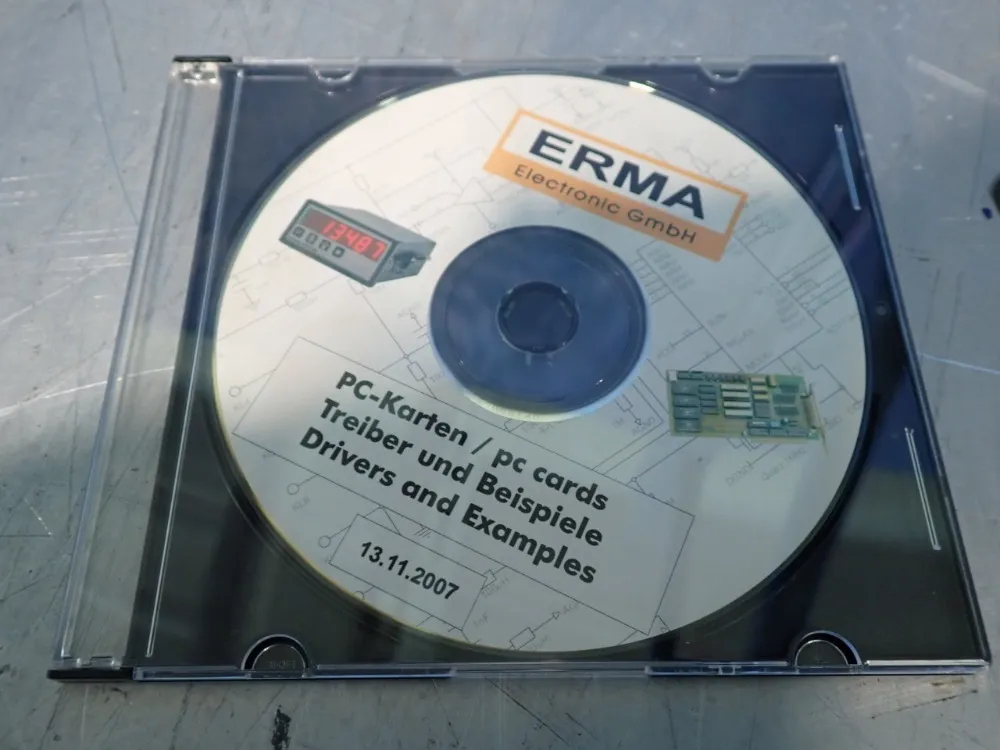 ERMA
Electronic GmbH
13487
PC-Karten / pc cards
Treiber und Beispiele
Drivers and Examples
13.11.2007